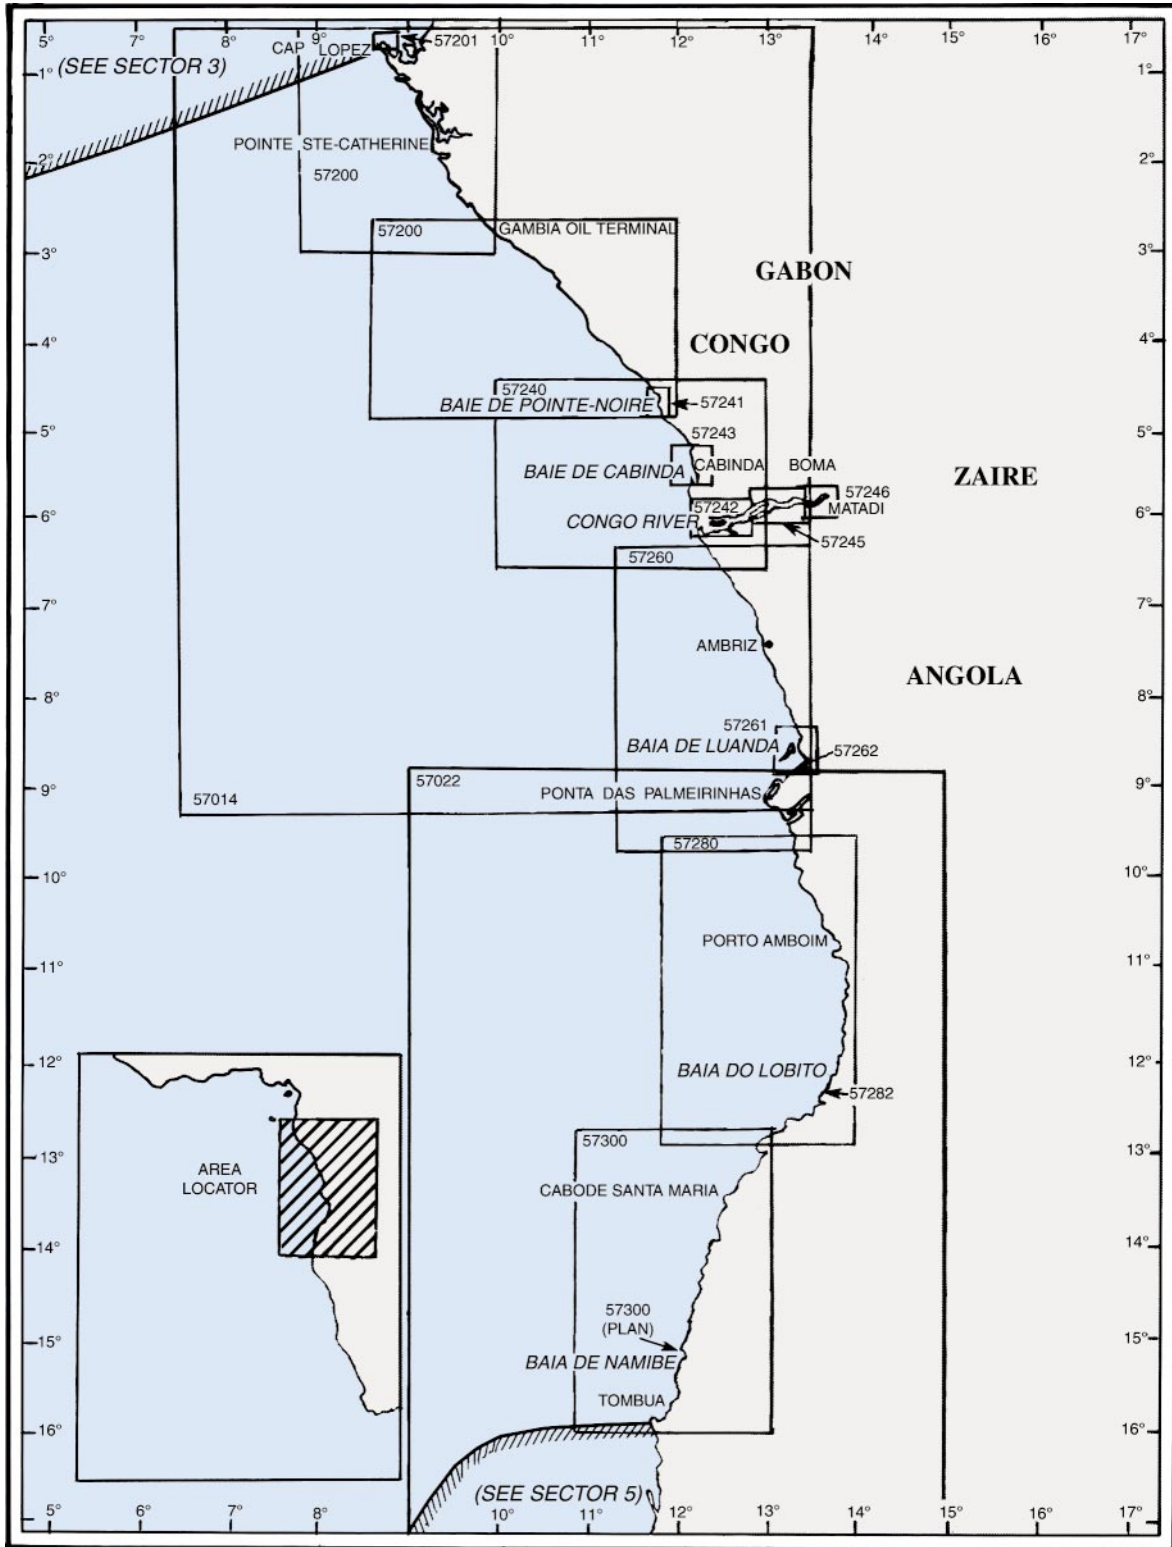 5° 7° 8° 9° 57201 10° 11° 12° 13° 14° 15° 16° 17°
CAP LOPEZ
(SEE SECTOR 3)
1° 1°
POINTE STE-CATHERINE
2° 2°
57200
57200 GAMBIA OIL TERMINAL
3° 3°
GABON
4° CONGO 4°
57240
BAIE DE POINTE-NOIRE 57241
5° 57243 5°
BAIE DE CABINDA CABINDA BOMA ZAIRE
57246
57242 MATADI
6° CONGO RIVER 6°
57245
57260
7° 7°
AMBRIZ
ANGOLA
8° 8°
57261
BAIA DE LUANDA 57262
57022
9° PONTA DAS PALMEIRINHAS 9°
57014
57280
10° 10°
PORTO AMBOIM
11° 11°
12° BAIA DO LOBITO 12°
57282
57300
13° 13°
AREA
LOCATOR
CABODE SANTA MARIA
14° 14°
57300
(PLAN)
15° 15°
BAIA DE NAMIBE
TOMBUA
16° 16°
(SEE SECTOR 5)
5° 6° 7° 8° 10° 11° 12° 13° 14° 15° 16° 17°